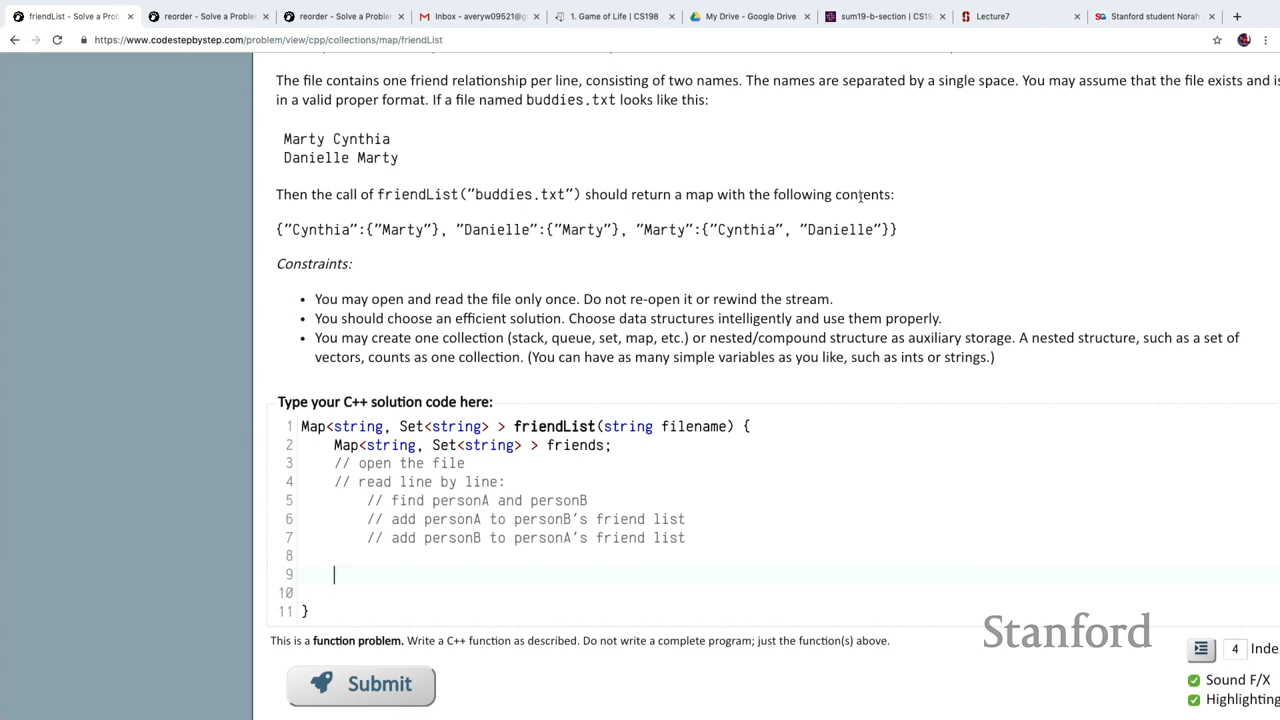 friendList - Solve a Prob
reorder - Solve a Proble
reorder - Solve a Proble
Inbox - averyw09521@g
1. Game of Life | CS198
My Drive - Google Drive
sum19-b-section | CS19
Lecture7
Stanford student Norah
https://www.codestepbystep.com/problem/view/cpp/collections/map/friendList
The file contains one friend relationship per line, consisting of two names. The names are separated by a single space. You may assume that the file exists and is
in a valid proper format. If a file named buddies.txt looks like this:
Marty Cynthia
Danielle Marty
Then the call of friendList("buddies.txt") should return a map with the following contents:
{"Cynthia":{"Marty"}, "Danielle":{"Marty"}, "Marty":{"Cynthia", "Danielle"}}
Constraints:
• You may open and read the file only once. Do not re-open it or rewind the stream.
• You should choose an efficient solution. Choose data structures intelligently and use them properly.
• You may create one collection (stack, queue, set, map, etc.) or nested/compound structure as auxiliary storage. A nested structure, such as a set of
vectors, counts as one collection. (You can have as many simple variables as you like, such as ints or strings.)
Type your C++ solution code here:
1 Map<string, Set<string> > friendList(string filename) {
2 Map<string, Set<string> > friends;
3 // open the file
4 // read line by line:
5 // find personA and personB
6 // add personA to personB's friend list
7 // add personB to personA's friend list
8
9
10
11 }
This is a function problem. Write a C++ function as described. Do not write a complete program; just the function(s) above.
Stanford
Submit
4 Inde
Sound F/X
Highlighting